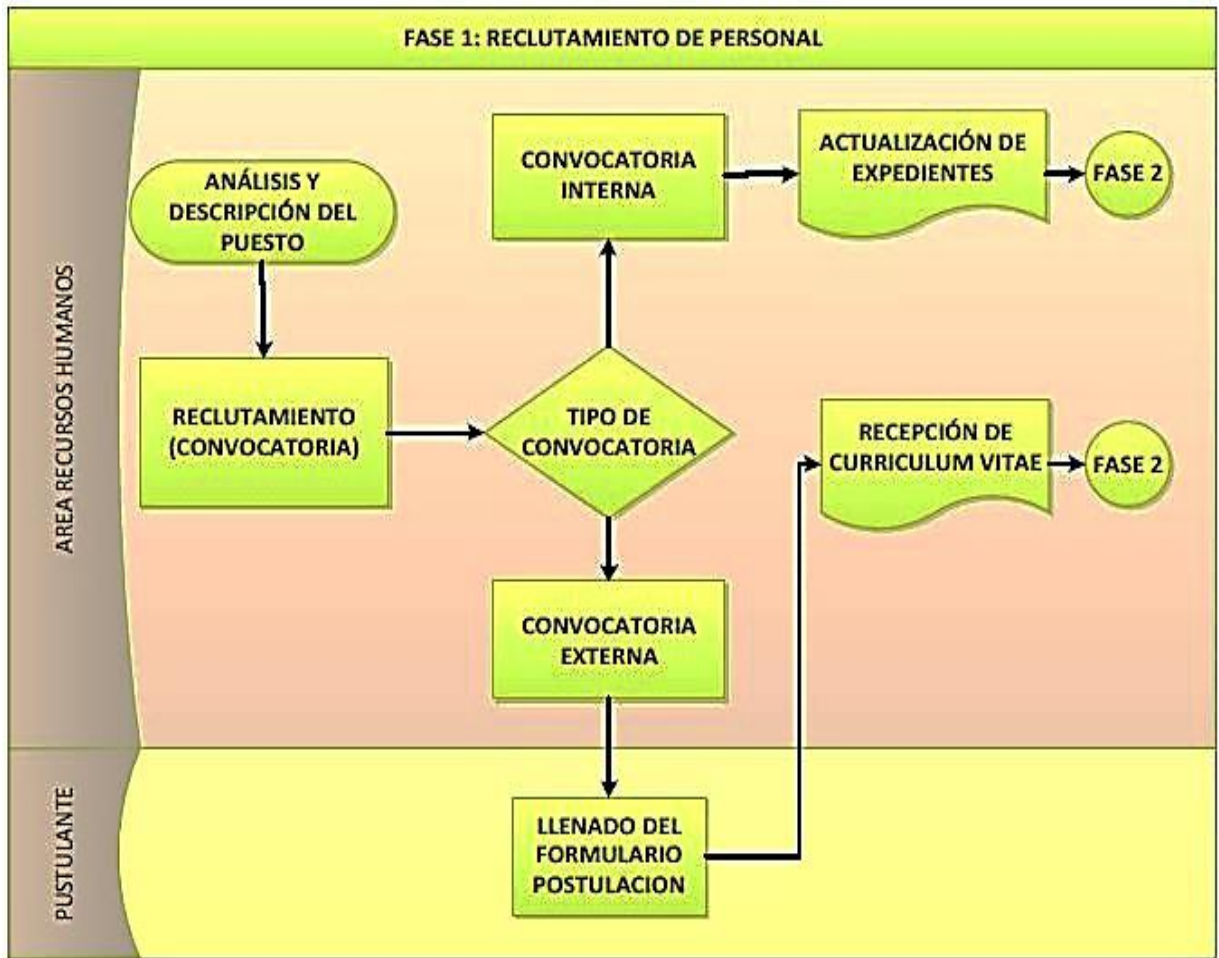 FASE 1: RECLUTAMIENTO DE PERSONAL
AREA RECURSOS HUMANOS
ANÁLISIS Y
DESCRIPCIÓN DEL
PUESTO
RECLUTAMIENTO
(CONVOCATORIA)
TIPO DE
CONVOCATORIA
CONVOCATORIA
INTERNA
ACTUALIZACIÓN DE
EXPEDIENTES
FASE 2
CONVOCATORIA
EXTERNA
RECEPCIÓN DE
CURRICULUM VITAE
FASE 2
PUSTULANTE
LLENADO DEL
FORMULARIO
POSTULACION